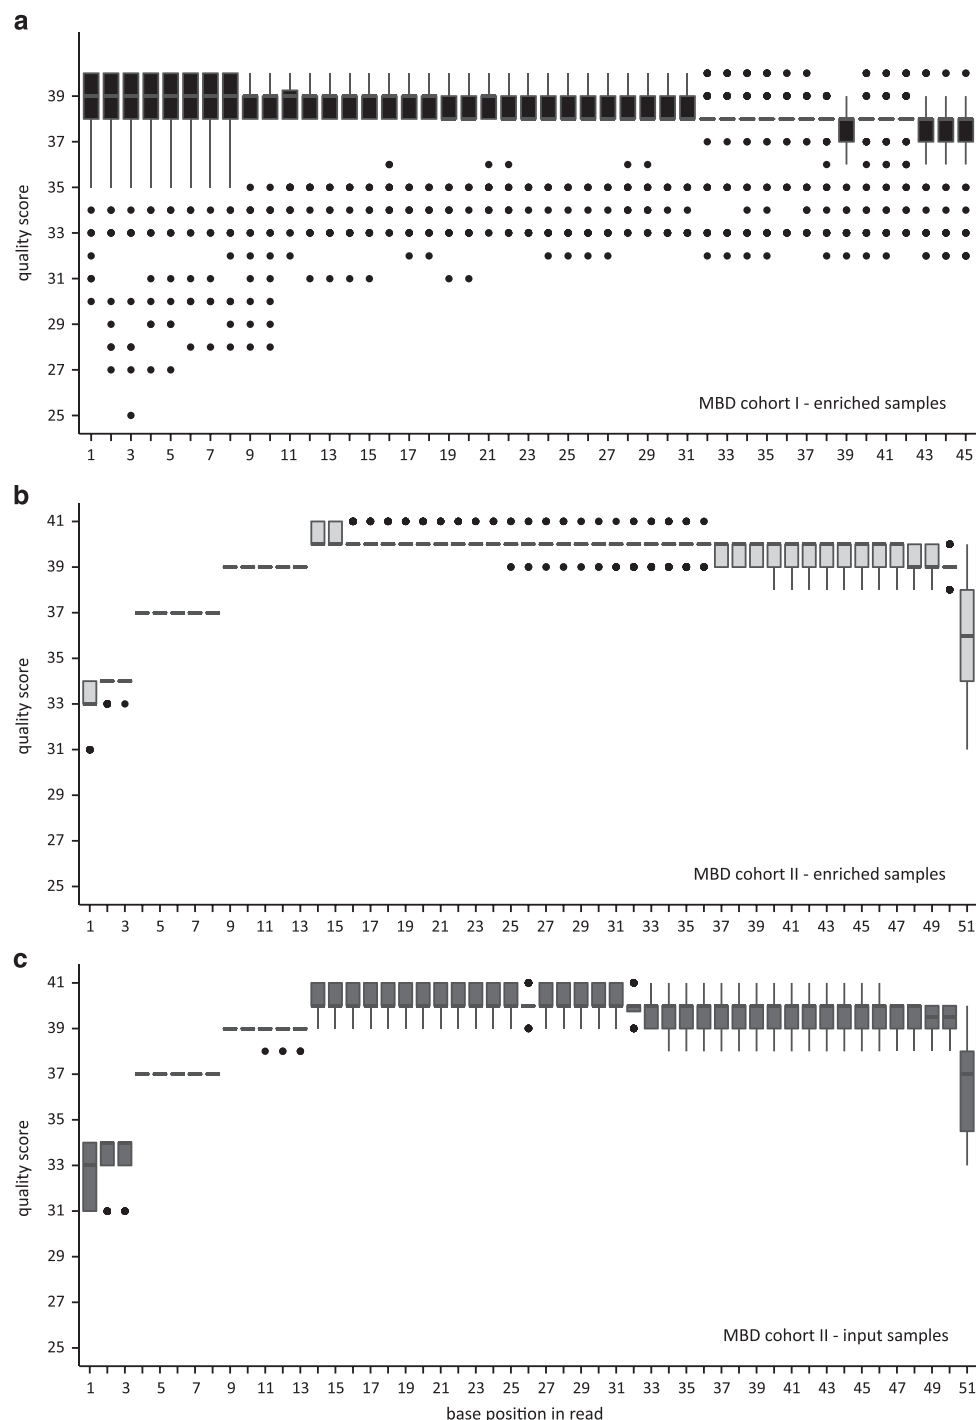 a
39
37
35
33
31
29
27
25
quality score
MBD cohort I - enriched samples
1 3 5 7 9 11 13 15 17 19 21 23 25 27 29 31 33 35 37 39 41 43 45
b
41
39
37
35
33
31
29
27
25
quality score
MBD cohort II - enriched samples
1 3 5 7 9 11 13 15 17 19 21 23 25 27 29 31 33 35 37 39 41 43 45 47 49 51
c
41
39
37
35
33
31
29
27
25
quality score
MBD cohort II - input samples
1 3 5 7 9 11 13 15 17 19 21 23 25 27 29 31 33 35 37 39 41 43 45 47 49 51
base position in read